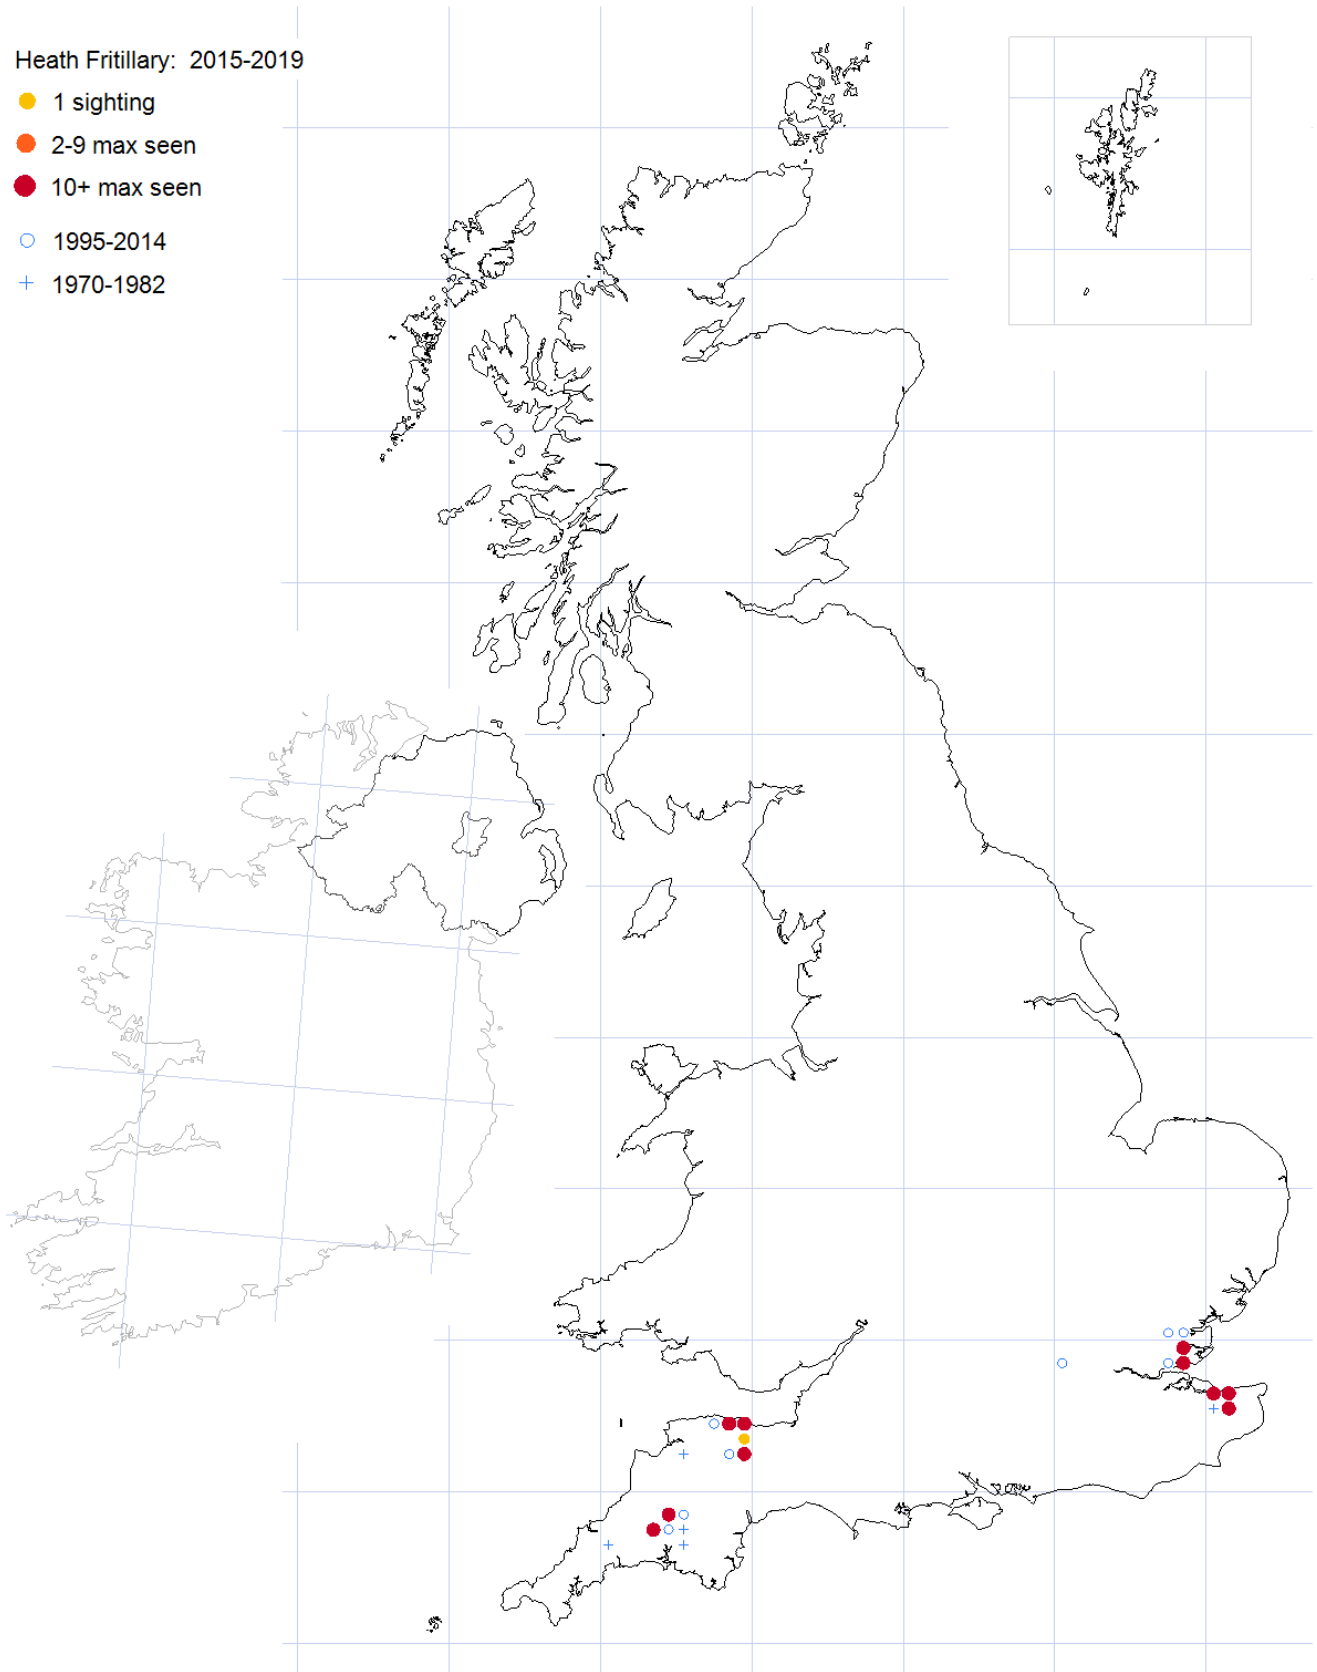 Heath Fritillary: 2015-2019
1 sighting
2-9 max seen
10+ max seen
1995-2014
1970-1982